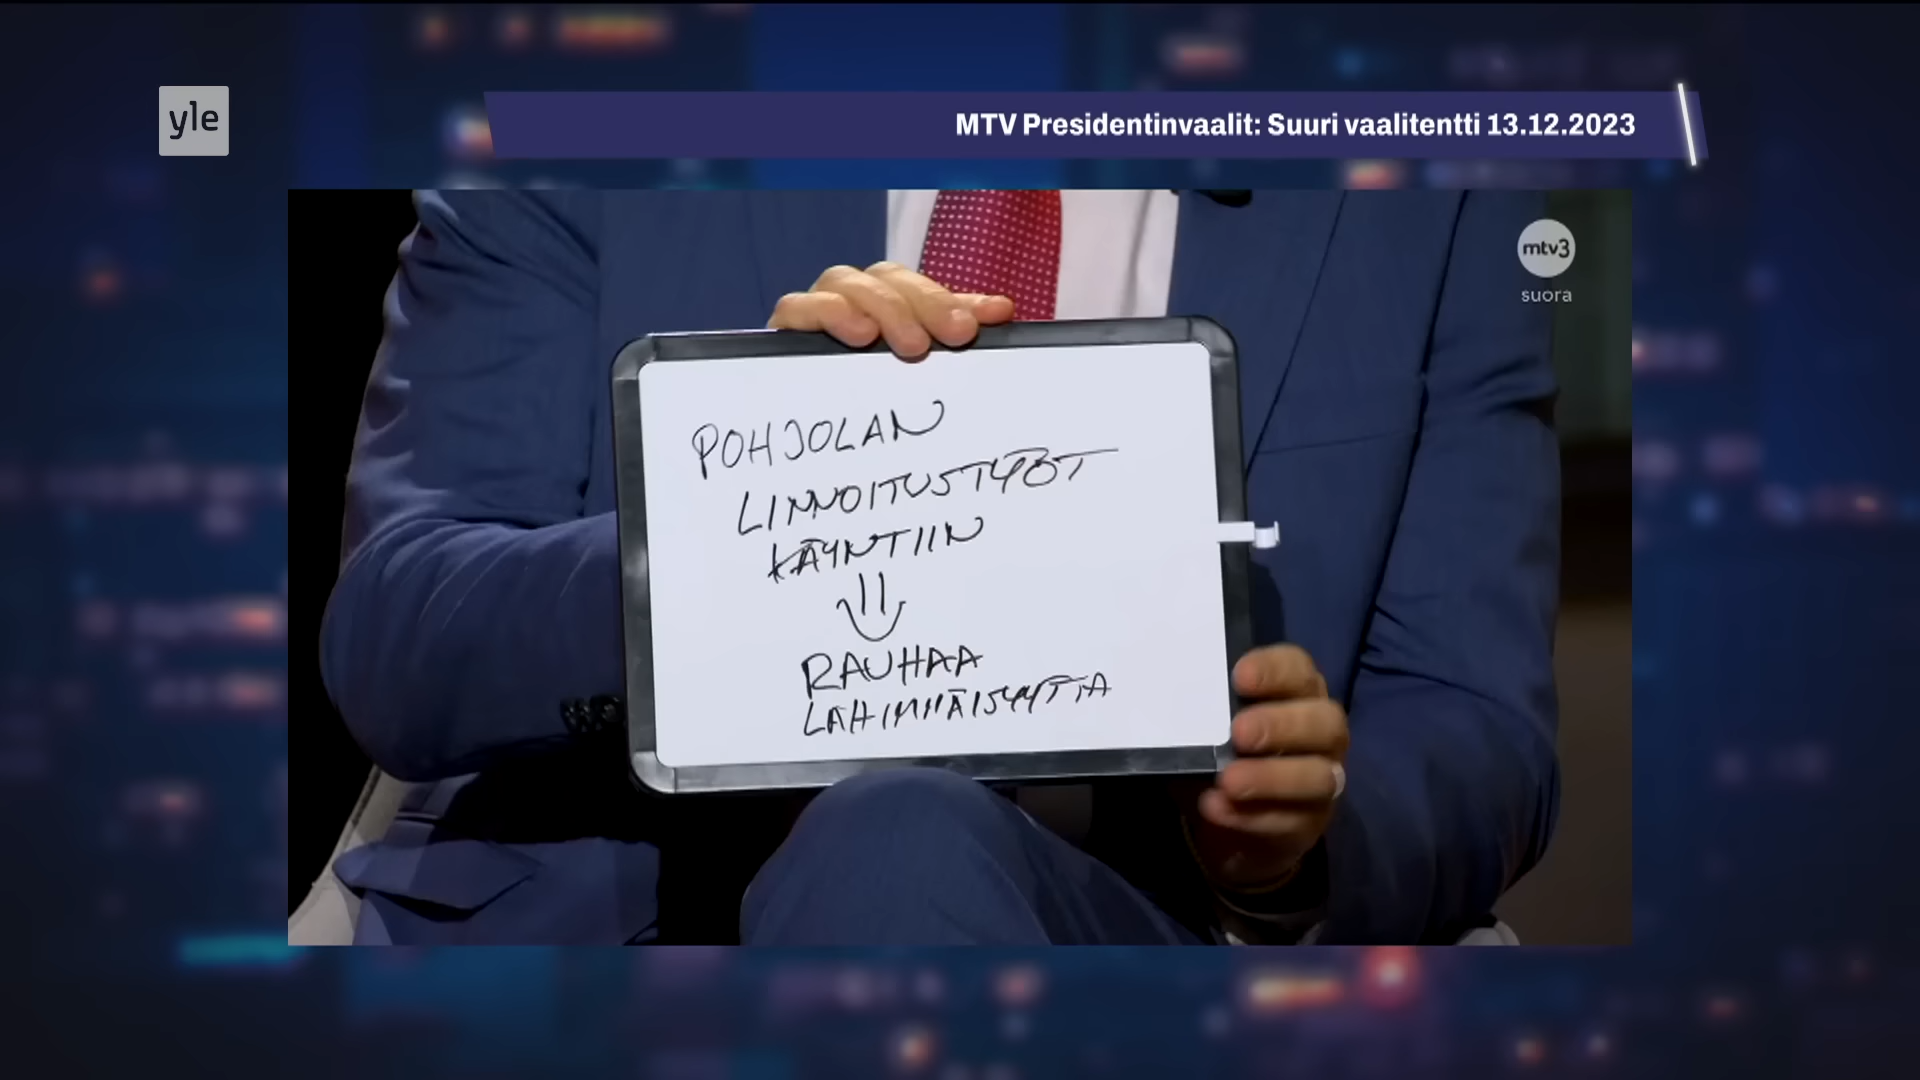 yle
MTV Presidentinvaalit: Suuri vaalitentti 13.12.2023
mtv3
suora
POHJOLAN
LINNOITUSTYÖT
KÄYNTIIN
RAUHAA
LÄHIMMÄISYYTTÄ